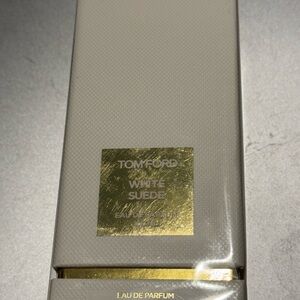 TOM FORD
WHITE
SUEDE
EAU DE PARFUM
EAU DE PARFUM